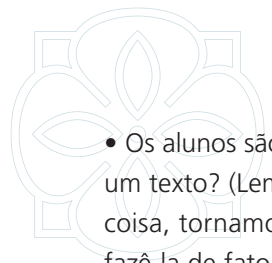 • Os alunos são
um texto? (Len
coisa, tornamo
fazê-la de fato